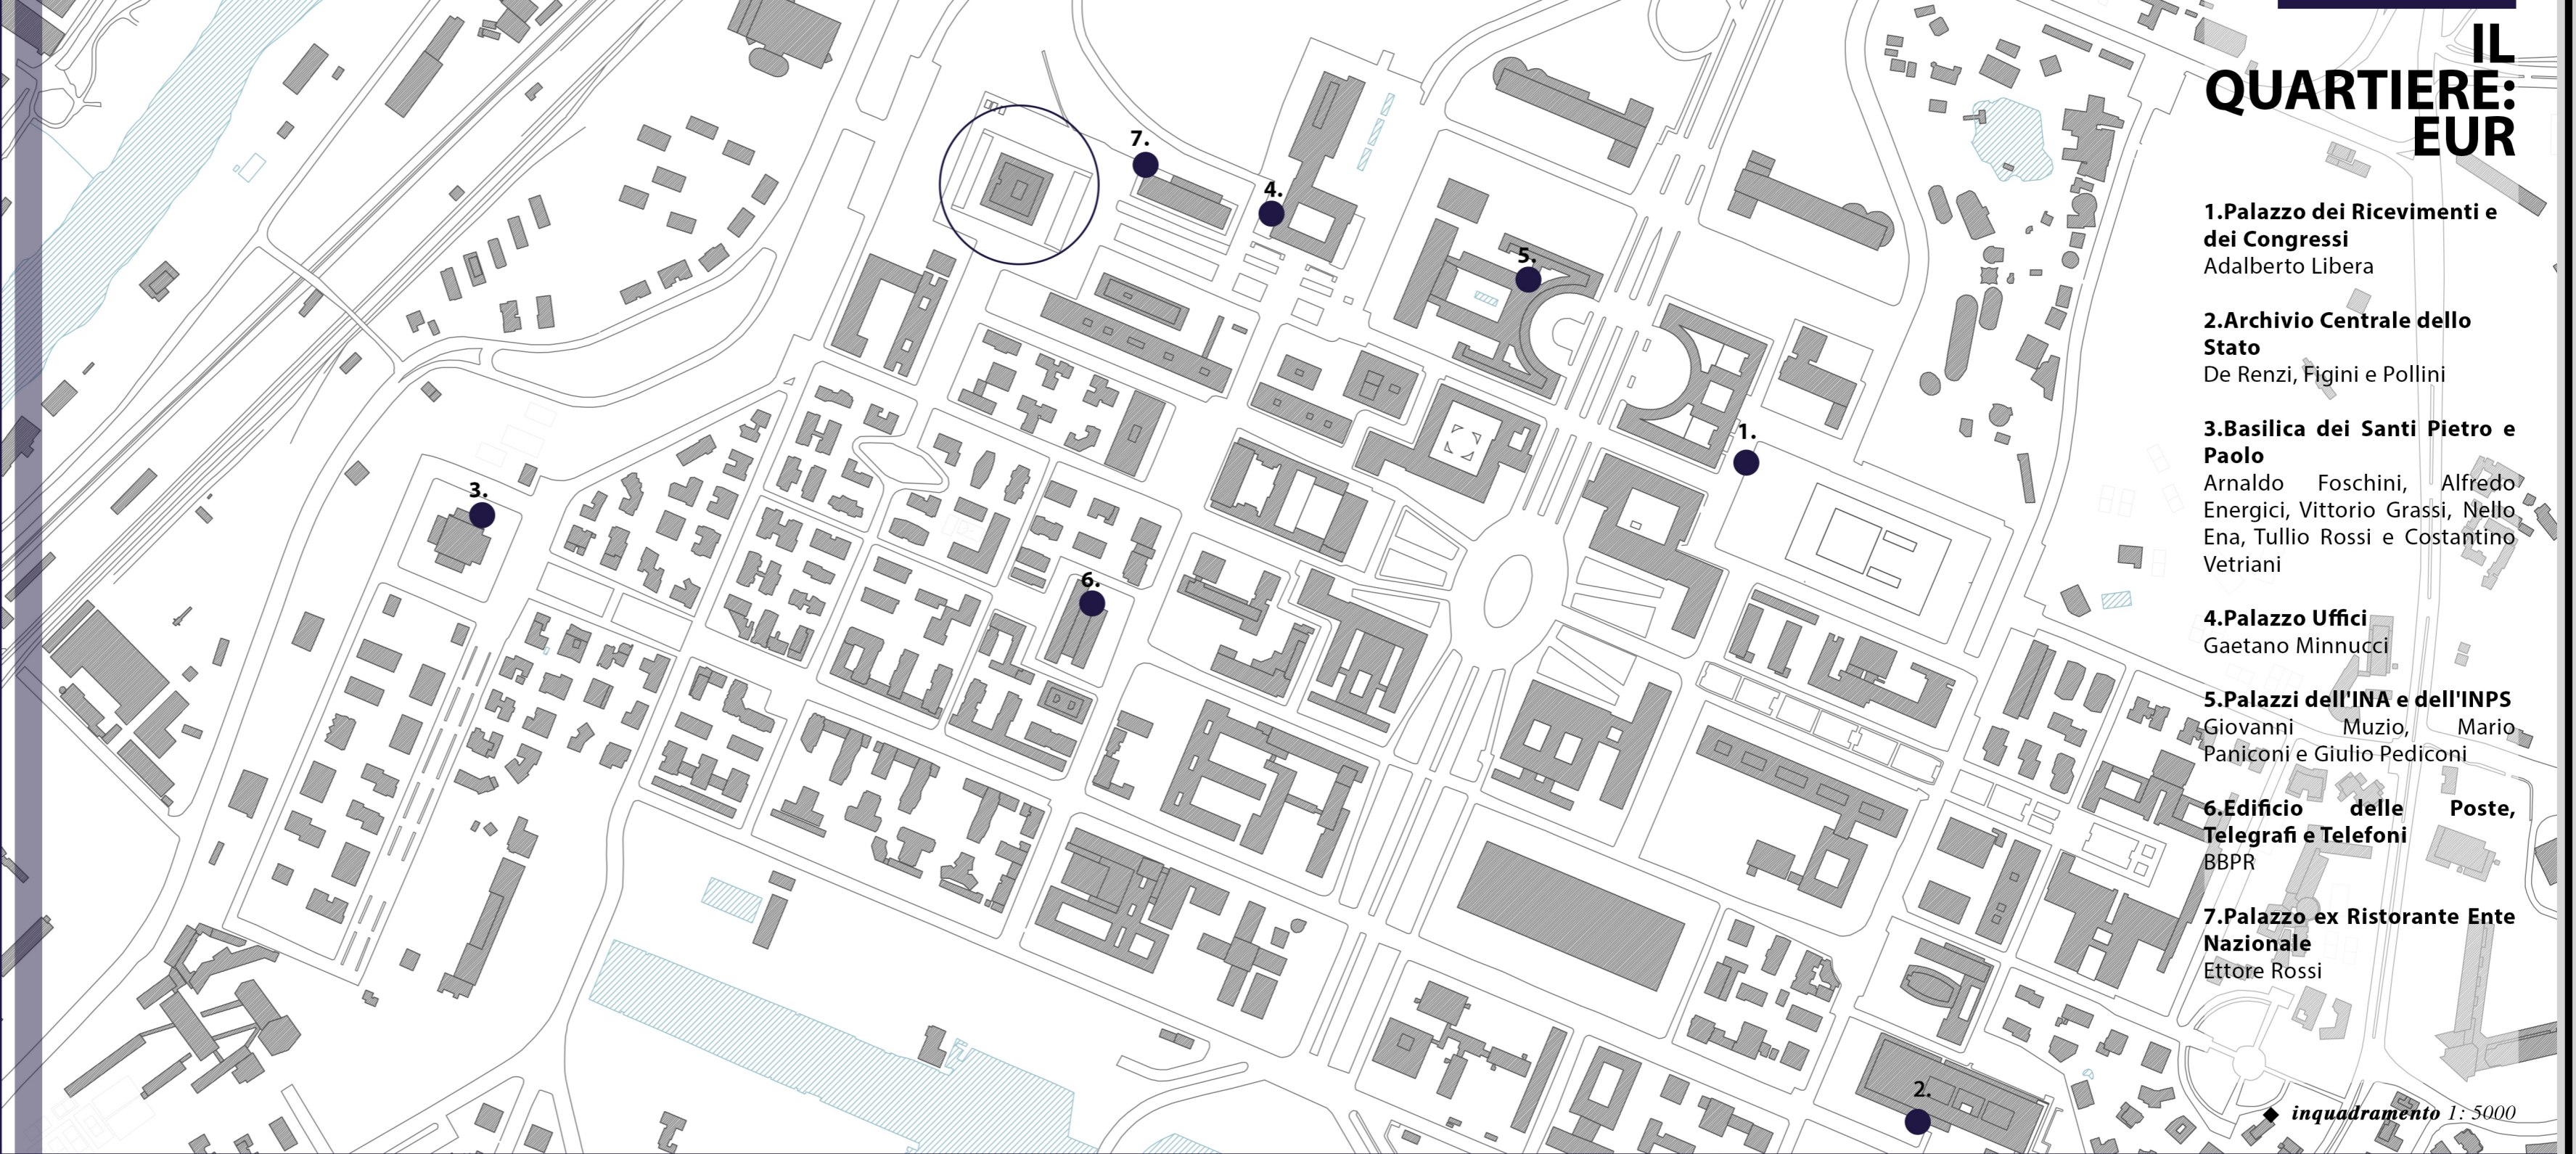 IL
QUARTIERE:
EUR
1.Palazzo dei Ricevimenti e
dei Congressi
Adalberto Libera
2.Archivio Centrale dello
Stato
De Renzi, Figini e Pollini
3.Basilica dei Santi Pietro e
Paolo
Arnaldo Foschini, Alfredo
Energici, Vittorio Grassi, Nello
Ena, Tullio Rossi e Costantino
Vetriani
4.Palazzo Uffici
Gaetano Minnucci
5.Palazzi dell'INA e dell'INPS
Giovanni Muzio, Mario
Paniconi e Giulio Pediconi
6.Edificio delle Poste,
Telegrafi e Telefoni
BBPR
7.Palazzo ex Ristorante Ente
Nazionale
Ettore Rossi
inquadramento 1: 5000
7.
4.
5.
1.
3.
6.
2.